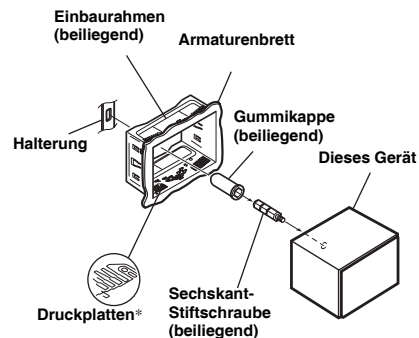 Einbaurahmen
(beiliegend)
Armaturenbrett
Gummikappe
(beiliegend)
Halterung
Dieses Gerät
Druckplatten*
Sechskant-
Stiftschraube
(beiliegend)